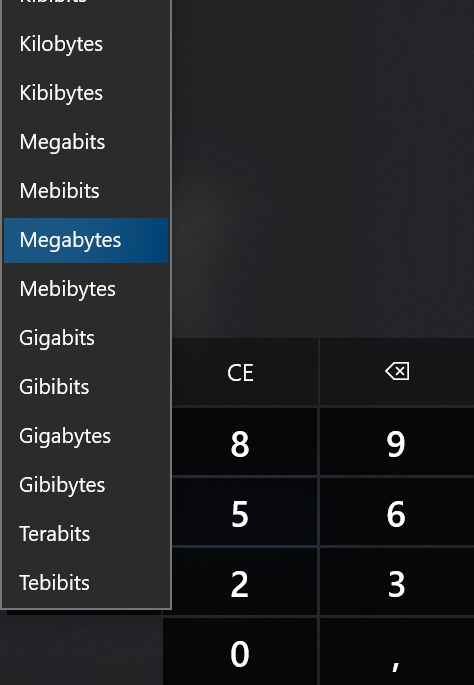 Kilobytes
Kibibytes
Megabits
Mebibits
Megabytes
Mebibytes
Gigabits
Gibibits
Gigabytes
Gibibytes
Terabits
Tebibits
CE
8 9
5 6
2 3
0 ,